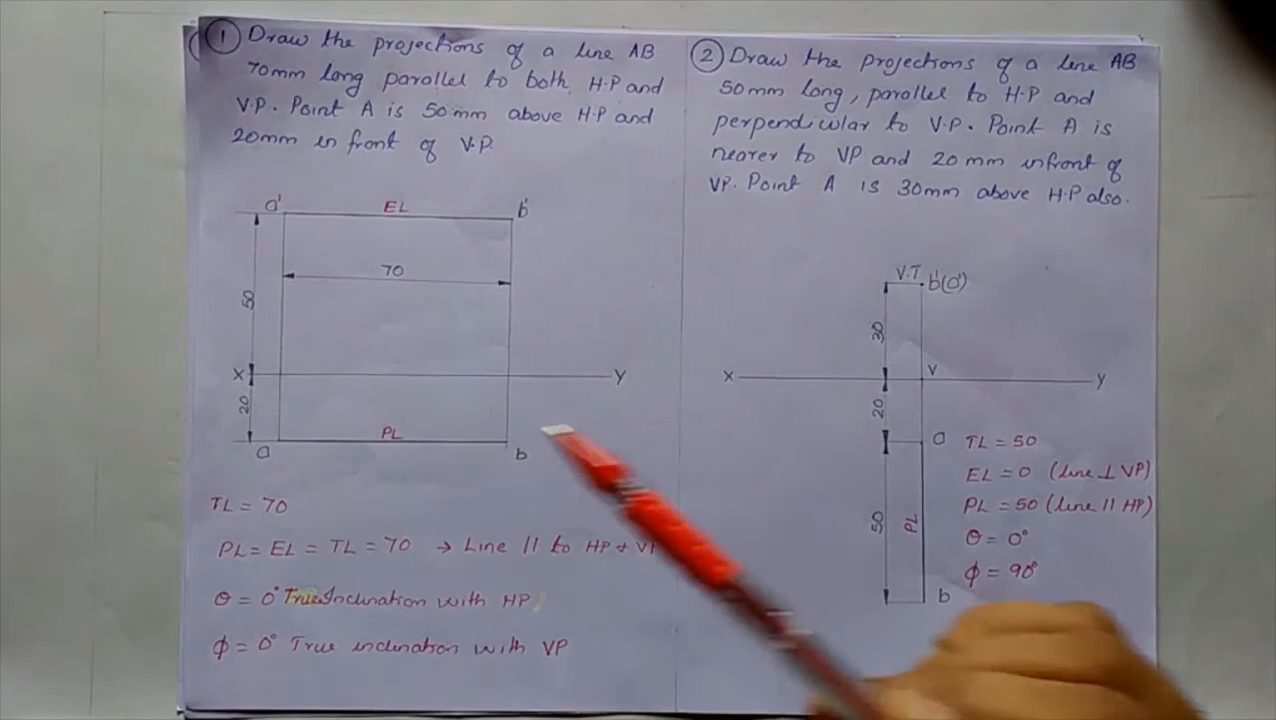 1 Draw the projections of a line AB
70mm long parallel to both H.P and
V.P. Point A is 50mm above H.P and
20mm in front of V.P.
a' EL b'
70
50
X Y
20
PL
a b
TL = 70
PL = EL = TL = 70 → Line // to HP &
θ = 0° True Inclination with HP
ϕ = 0° True inclination with VP
2 Draw the projections of a line AB
50mm long, parallel to H.P and
perpendicular to V.P. Point A is
nearer to VP and 20mm infront of
VP. Point A is 30mm above H.P also.
V.T b'(a')
30
X V Y
20
a TL = 50
EL = 0 (line ⊥ VP)
50 PL PL = 50 (line // HP)
θ = 0°
ϕ = 90°
b